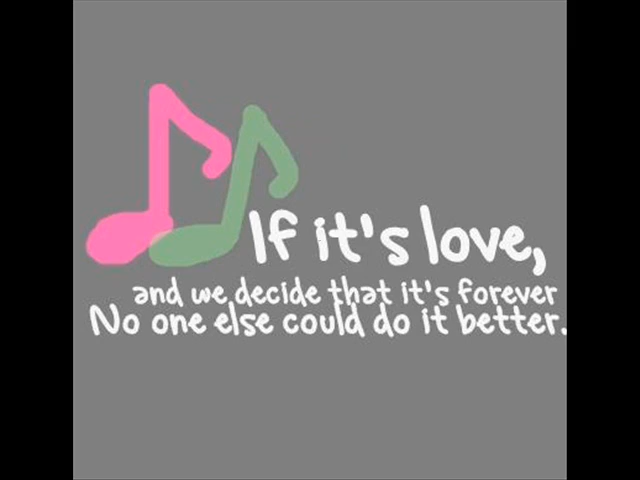 If it's love,
and we decide that it's forever
No one else could do it better.